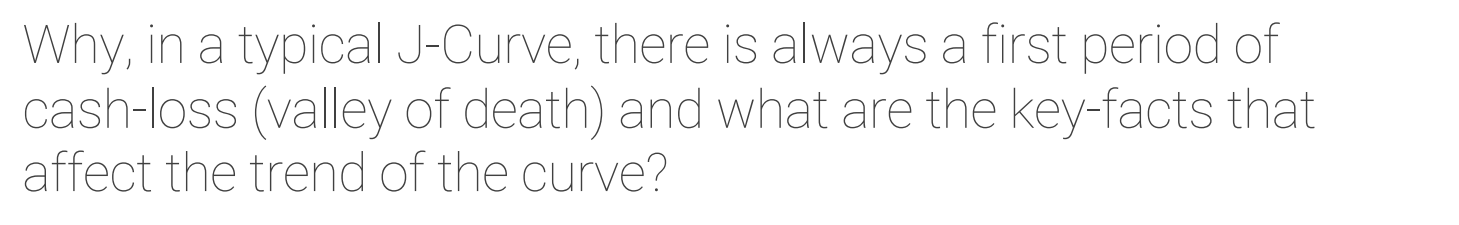 Why, in a typical J-Curve, there is always a first period of
cash-loss (valley of death) and what are the key-facts that
affect the trend of the curve?